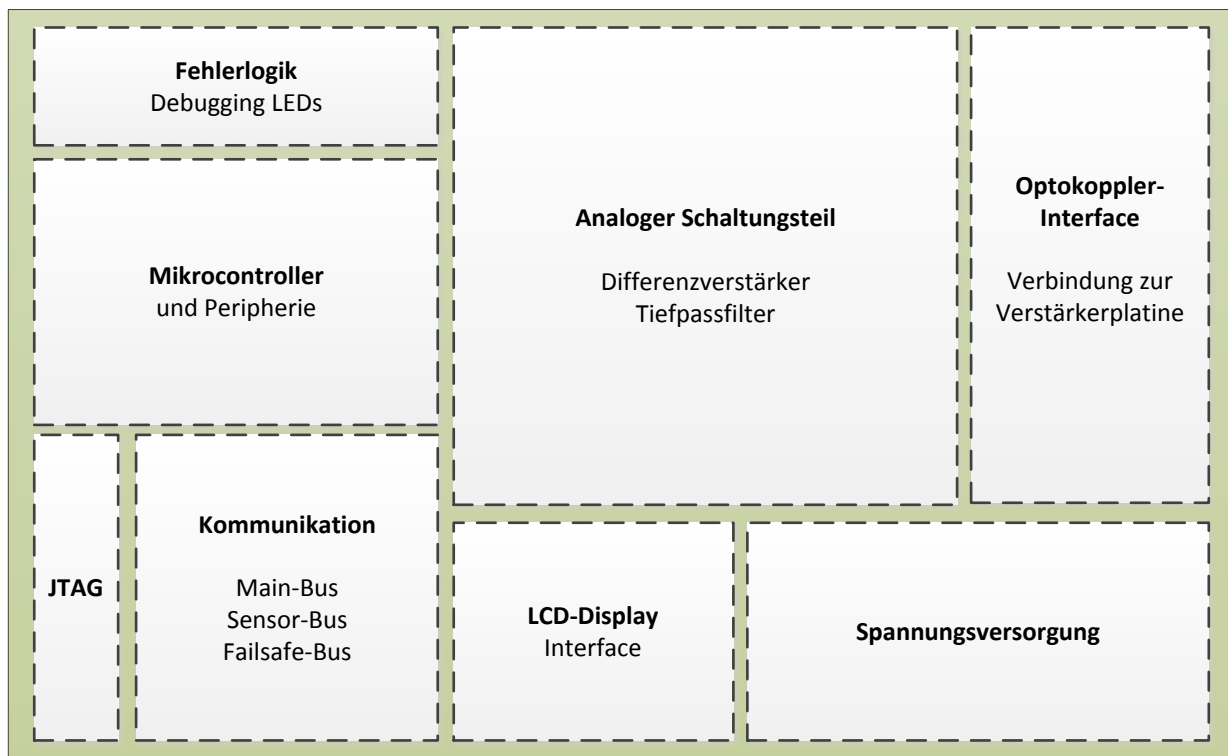 Fehlerlogik
Debugging LEDs
Mikrocontroller
und Peripherie
JTAG
Kommunikation
Main-Bus
Sensor-Bus
Failsafe-Bus
Analoger Schaltungsteil
Differenzverstärker
Tiefpassfilter
Optokoppler-
Interface
Verbindung zur
Verstärkerplatine
LCD-Display
Interface
Spannungsversorgung